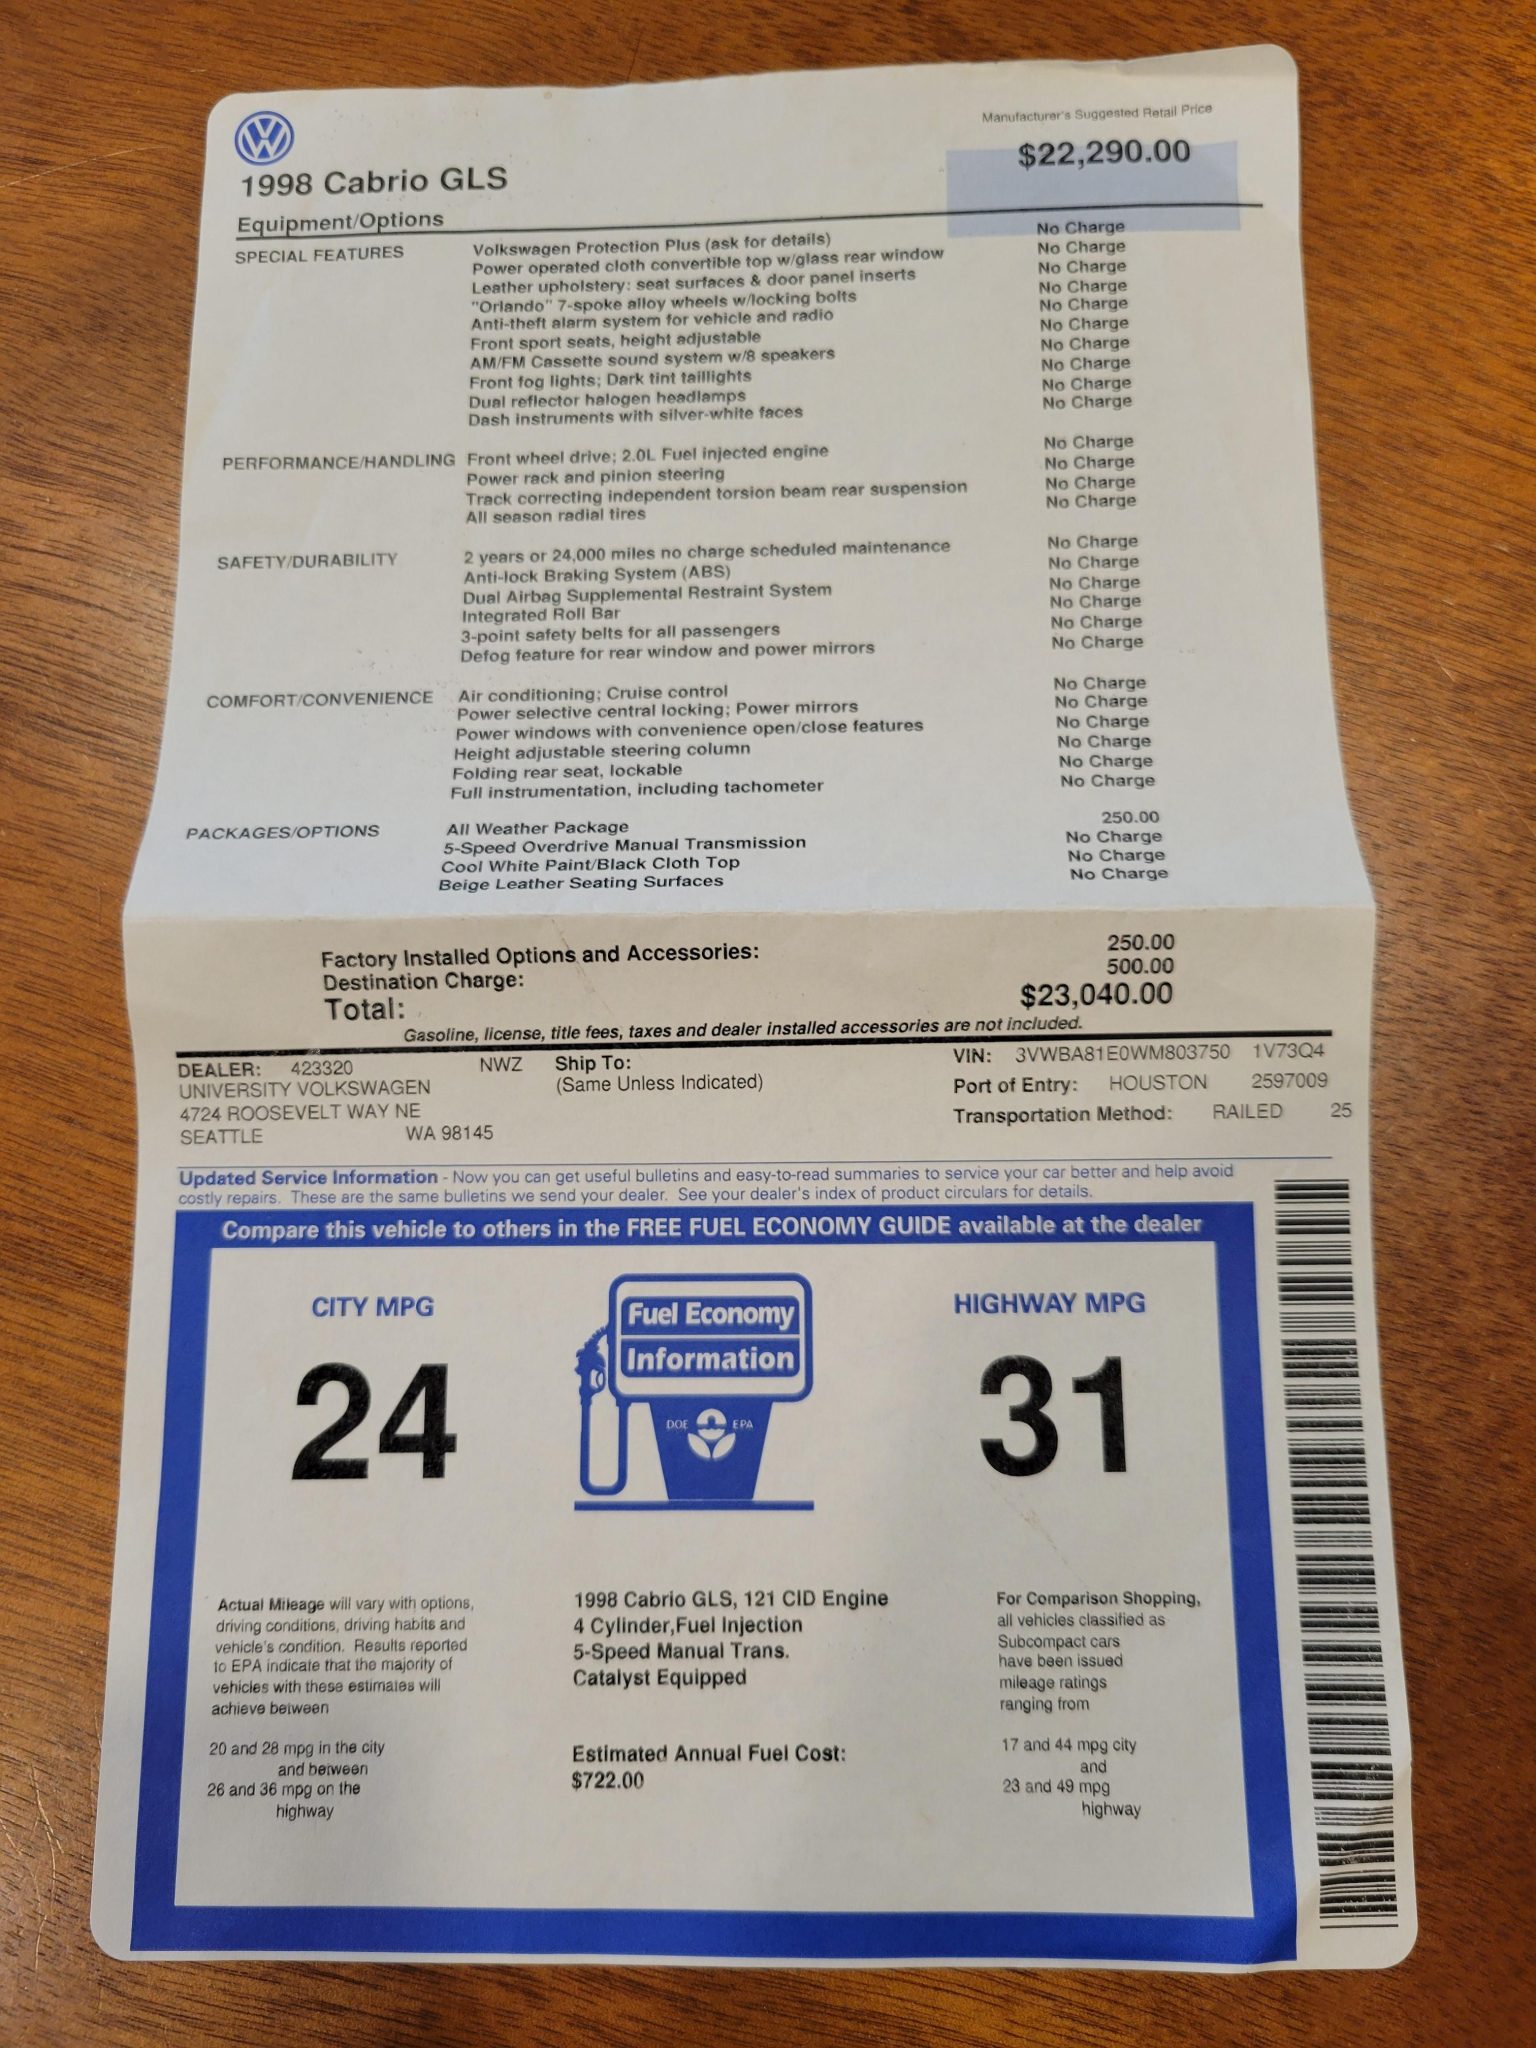 Manufacturer's Suggested Retail Price
$22,290.00
1998 Cabrio GLS
Equipment/Options
SPECIAL FEATURES Volkswagen Protection Plus (ask for details) No Charge
Power operated cloth convertible top w/glass rear window No Charge
Leather upholstery: seat surfaces & door panel inserts No Charge
"Orlando" 7-spoke alloy wheels w/locking bolts No Charge
Anti-theft alarm system for vehicle and radio No Charge
Front sport seats, height adjustable No Charge
AM/FM Cassette sound system w/8 speakers No Charge
Front fog lights; Dark tint taillights No Charge
Dual reflector halogen headlamps No Charge
Dash instruments with silver-white faces No Charge
PERFORMANCE/HANDLING Front wheel drive; 2.0L Fuel injected engine No Charge
Power rack and pinion steering No Charge
Track correcting independent torsion beam rear suspension No Charge
All season radial tires No Charge
SAFETY/DURABILITY 2 years or 24,000 miles no charge scheduled maintenance No Charge
Anti-lock Braking System (ABS) No Charge
Dual Airbag Supplemental Restraint System No Charge
Integrated Roll Bar No Charge
3-point safety belts for all passengers No Charge
Defog feature for rear window and power mirrors No Charge
COMFORT/CONVENIENCE Air conditioning; Cruise control No Charge
Power selective central locking; Power mirrors No Charge
Power windows with convenience open/close features No Charge
Height adjustable steering column No Charge
Folding rear seat, lockable No Charge
Full instrumentation, including tachometer No Charge
PACKAGES/OPTIONS All Weather Package 250.00
5-Speed Overdrive Manual Transmission No Charge
Cool White Paint/Black Cloth Top No Charge
Beige Leather Seating Surfaces No Charge
Factory Installed Options and Accessories: 250.00
Destination Charge: 500.00
Total: $23,040.00
Gasoline, license, title fees, taxes and dealer installed accessories are not included.
DEALER: 423320 NWZ Ship To: VIN: 3VWBA81E0WM803750 1V73Q4
UNIVERSITY VOLKSWAGEN (Same Unless Indicated) Port of Entry: HOUSTON 2597009
4724 ROOSEVELT WAY NE Transportation Method: RAILED 25
SEATTLE WA 98145
Updated Service Information - Now you can get useful bulletins and easy-to-read summaries to service your car better and help avoid
costly repairs. These are the same bulletins we send your dealer. See your dealer's index of product circulars for details.
Compare this vehicle to others in the FREE FUEL ECONOMY GUIDE available at the dealer
CITY MPG
24
Fuel Economy
Information
DOE EPA
HIGHWAY MPG
31
Actual Mileage will vary with options,
driving conditions, driving habits and
vehicle's condition. Results reported
to EPA indicate that the majority of
vehicles with these estimates will
achieve between
20 and 28 mpg in the city
and between
26 and 36 mpg on the
highway
1998 Cabrio GLS, 121 CID Engine
4 Cylinder,Fuel Injection
5-Speed Manual Trans.
Catalyst Equipped
Estimated Annual Fuel Cost:
$722.00
For Comparison Shopping,
all vehicles classified as
Subcompact cars
have been issued
mileage ratings
ranging from
17 and 44 mpg city
and
23 and 49 mpg
highway